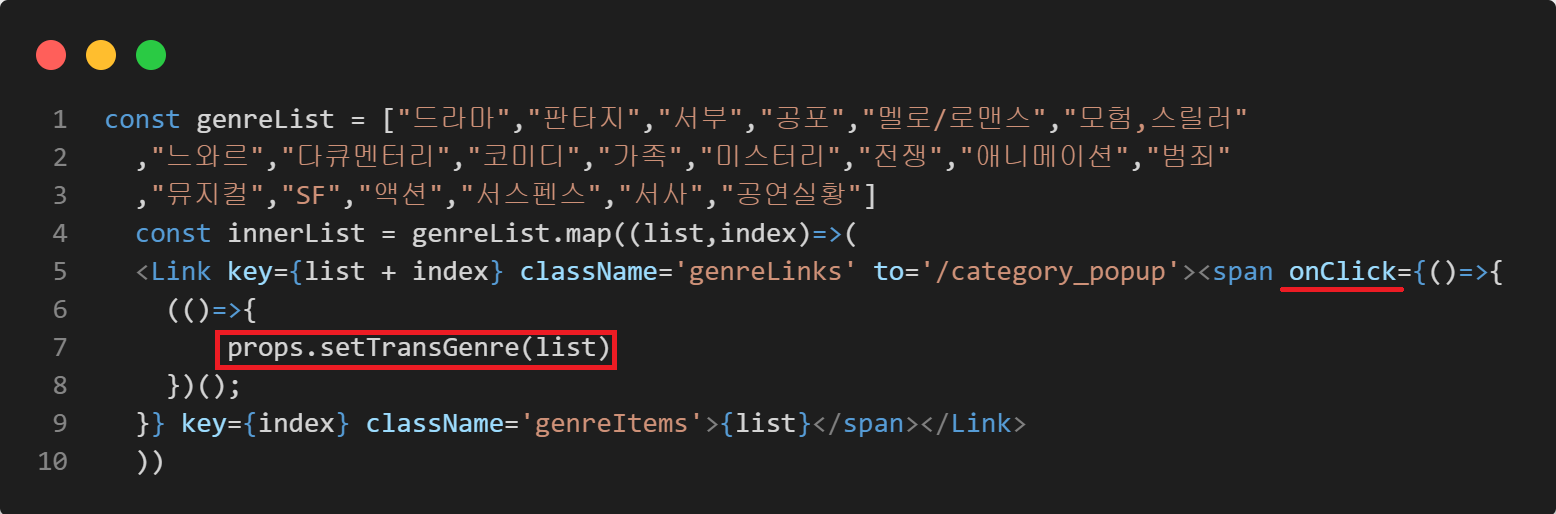 1 const genreList = ["드라마","판타지","서부","공포","멜로/로맨스","모험,스릴러"
2 ,"느와르","다큐멘터리","코미디","가족","미스터리","전쟁","애니메이션","범죄"
3 ,"뮤지컬","SF","액션","서스펜스","서사","공연실황"]
4 const innerList = genreList.map((list,index)=>(
5 <Link key={list + index} className='genreLinks' to='/category_popup'><span onClick={()=>{
6 (()=>{
7 props.setTransGenre(list)
8 })();
9 }} key={index} className='genreItems'>{list}</span></Link>
10 ))